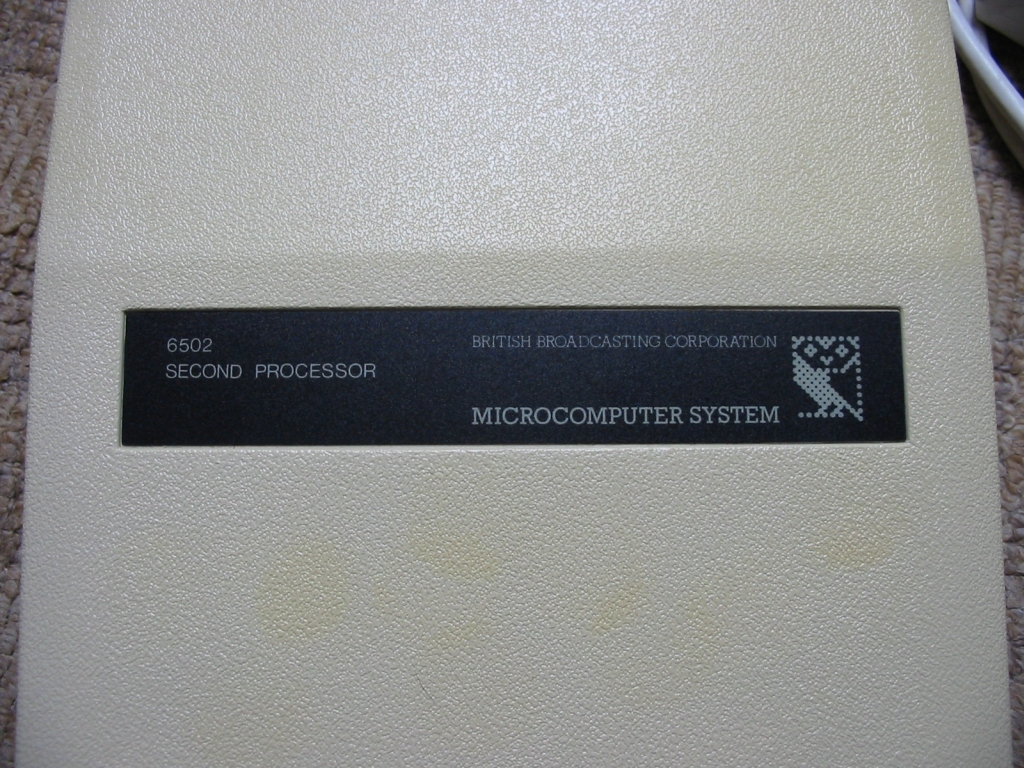 6502
SECOND PROCESSOR
BRITISH BROADCASTING CORPORATION
MICROCOMPUTER SYSTEM